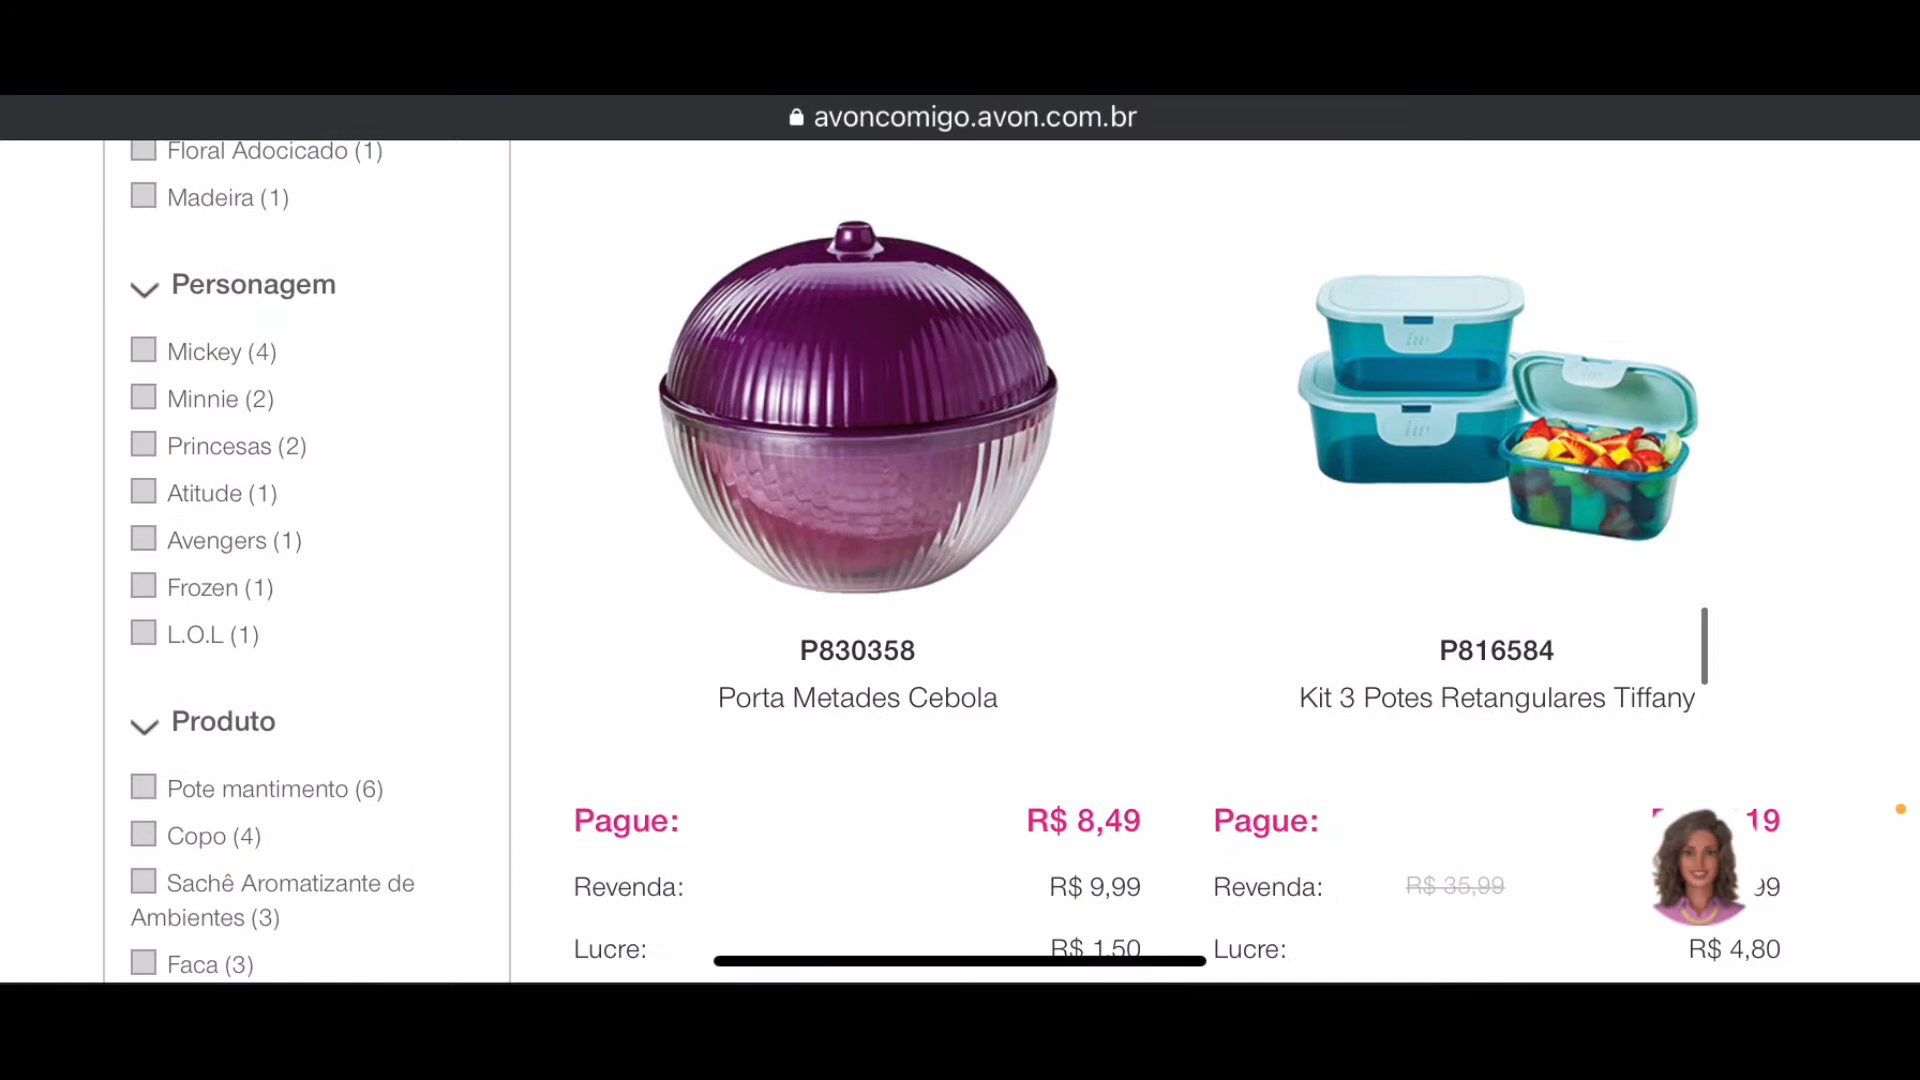 avoncomigo.avon.com.br
Floral Adocicado (1)
Madeira (1)
Personagem
Mickey (4)
Minnie (2)
Princesas (2)
Atitude (1)
Avengers (1)
Frozen (1)
L.O.L (1)
Produto
Pote mantimento (6)
Copo (4)
Sachê Aromatizante de
Ambientes (3)
Faca (3)
P830358
Porta Metades Cebola
Pague: R$ 8,49
Revenda: R$ 9,99
Lucre: R$ 1,50
P816584
Kit 3 Potes Retangulares Tiffany
Pague: 19
Revenda: R$ 35,99 99
Lucre: R$ 4,80